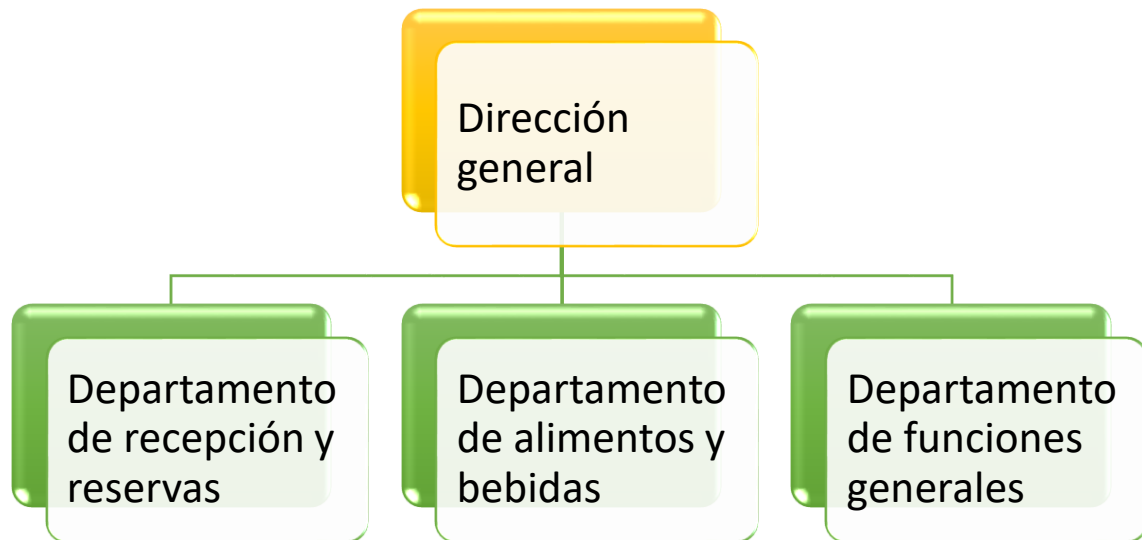 Dirección
general
Departamento
de recepción y
reservas
Departamento
de alimentos y
bebidas
Departamento
de funciones
generales